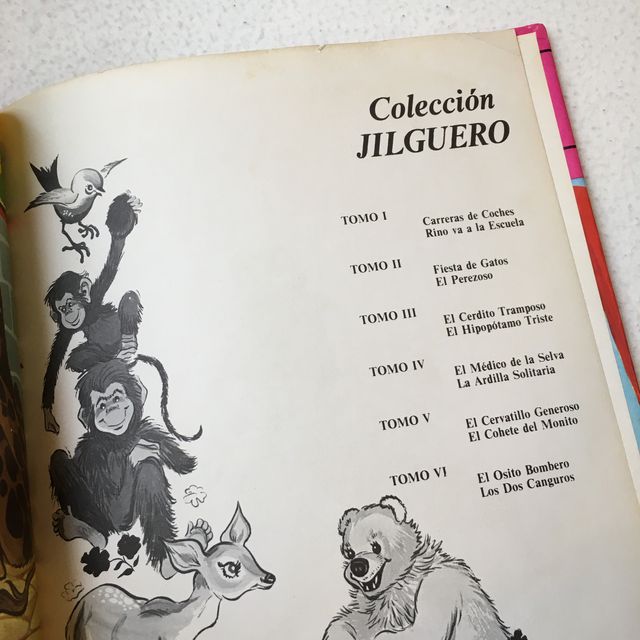 Colección
JILGUERO
TOMO I Carreras de Coches
Rino va a la Escuela
TOMO II Fiesta de Gatos
El Perezoso
TOMO III El Cerdito Tramposo
El Hipopótamo Triste
TOMO IV El Médico de la Selva
La Ardilla Solitaria
TOMO V El Cervatillo Generoso
El Cohete del Monito
TOMO VI El Osito Bombero
Los Dos Canguros